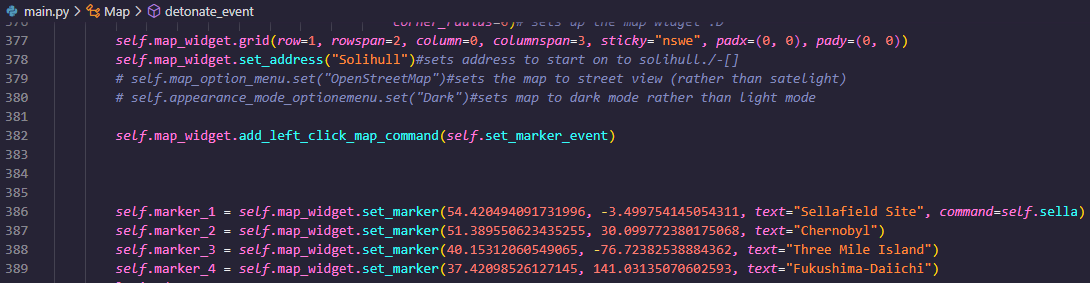 main.py > Map > detonate_event
376 corner_radius=0)# sets up the map widget :D
377 self.map_widget.grid(row=1, rowspan=2, column=0, columnspan=3, sticky="nswe", padx=(0, 0), pady=(0, 0))
378 self.map_widget.set_address("Solihull")#sets address to start on to solihull./-[]
379 # self.map_option_menu.set("OpenStreetMap")#sets the map to street view (rather than satelight)
380 # self.appearance_mode_optionemenu.set("Dark")#sets map to dark mode rather than light mode
381
382 self.map_widget.add_left_click_map_command(self.set_marker_event)
383
384
385
386 self.marker_1 = self.map_widget.set_marker(54.420494091731996, -3.499754145054311, text="Sellafield Site", command=self.sella)
387 self.marker_2 = self.map_widget.set_marker(51.389550623435255, 30.099772380175068, text="Chernobyl")
388 self.marker_3 = self.map_widget.set_marker(40.15312060549065, -76.72382538884362, text="Three Mile Island")
389 self.marker_4 = self.map_widget.set_marker(37.42098526127145, 141.03135070602593, text="Fukushima-Daiichi")